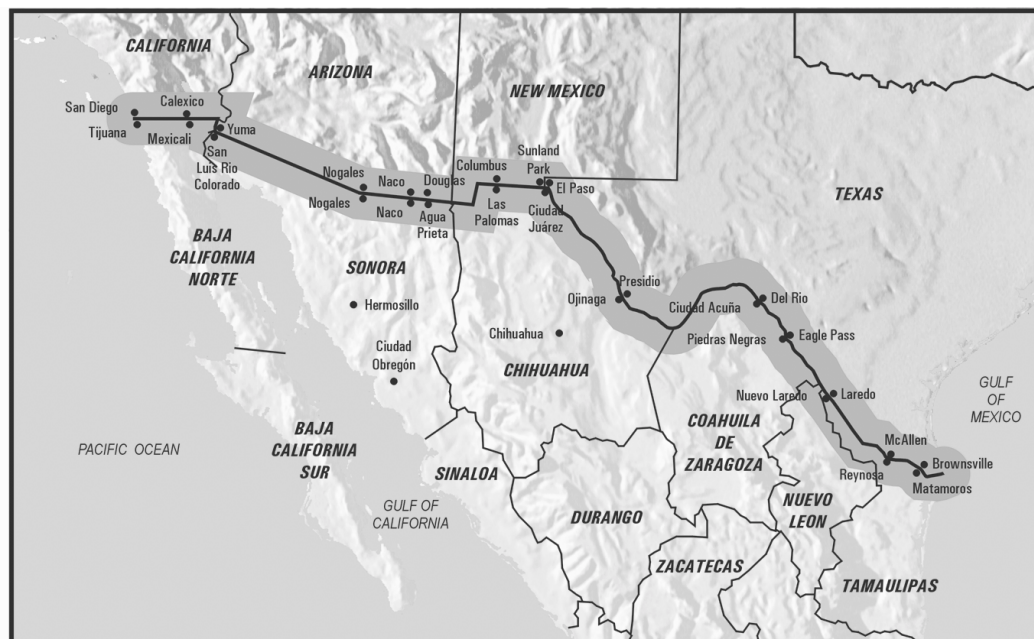 CALIFORNIA
ARIZONA
NEW MEXICO
San Diego
Calexico
Tijuana
Mexicali
Yuma
San
Luis Rio
Colorado
Nogales
Naco
Douglas
Columbus
Sunland
Park
El Paso
TEXAS
Nogales
Naco
Agua
Prieta
Las
Palomas
Ciudad
Juárez
BAJA
CALIFORNIA
NORTE
SONORA
Hermosillo
Ciudad
Obregón
Ojinaga
Presidio
Chihuahua
CHIHUAHUA
Ciudad Acuña
Del Rio
Piedras Negras
Eagle Pass
Nuevo Laredo
Laredo
GULF
OF
MEXICO
PACIFIC OCEAN
BAJA
CALIFORNIA
SUR
SINALOA
GULF OF
CALIFORNIA
COAHUILA
DE
ZARAGOZA
McAllen
Reynosa
Brownsville
Matamoros
NUEVO
LEON
DURANGO
ZACATECAS
TAMAULIPAS